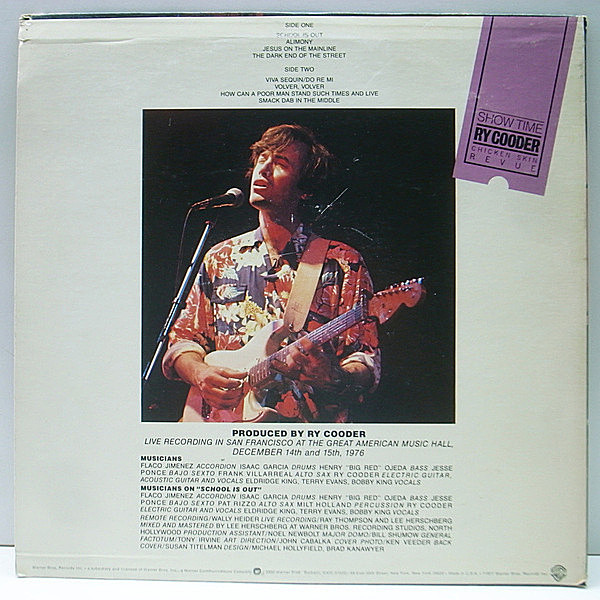 SIDE ONE
SCHOOL IS OUT
ALIMONY
JESUS ON THE MAINLINE
THE DARK END OF THE STREET
SIDE TWO
VIVA SEQUIN/DO RE MI
VOLVER, VOLVER
HOW CAN A POOR MAN STAND SUCH TIMES AND LIVE
SMACK DAB IN THE MIDDLE
SHOW TIME
RY COODER
CHICKEN SKIN
REVUE
PRODUCED BY RY COODER
LIVE RECORDING IN SAN FRANCISCO AT THE GREAT AMERICAN MUSIC HALL,
DECEMBER 14th and 15th, 1976
MUSICIANS
FLACO JIMENEZ ACCORDION ISAAC GARCIA DRUMS HENRY "BIG RED" OJEDA BASS JESSE
PONCE BAJO SEXTO FRANK VILLARREAL ALTO SAX RY COODER ELECTRIC GUITAR,
ACOUSTIC GUITAR AND VOCALS ELDRIDGE KING, TERRY EVANS, BOBBY KING VOCALS
MUSICIANS ON "SCHOOL IS OUT"
FLACO JIMENEZ ACCORDION ISAAC GARCIA DRUMS HENRY "BIG RED" OJEDA BASS JESSE
PONCE BAJO SEXTO PAT RIZZO ALTO SAX MILT HOLLAND PERCUSSION RY COODER
ELECTRIC GUITAR AND VOCALS ELDRIDGE KING, TERRY EVANS, BOBBY KING VOCALS
REMOTE RECORDING/WALLY HEIDER LIVE RECORDING/RAY THOMPSON AND LEE HERSCHBERG
MIXED AND MASTERED BY LEE HERSCHBERG AT WARNER BROS. RECORDING STUDIOS, NORTH
HOLLYWOOD PRODUCTION ASSISTANT/NOEL NEWBOLT MAJOR DOMO/BILL SHUMOW GENERAL
FACTOTUM/TONY IRVINE ART DIRECTION/JOHN CABALKA COVER PHOTO/KEN VEEDER BACK
COVER/SUSAN TITELMAN DESIGN/MICHAEL HOLLYFIELD, BRAD KANAWYER